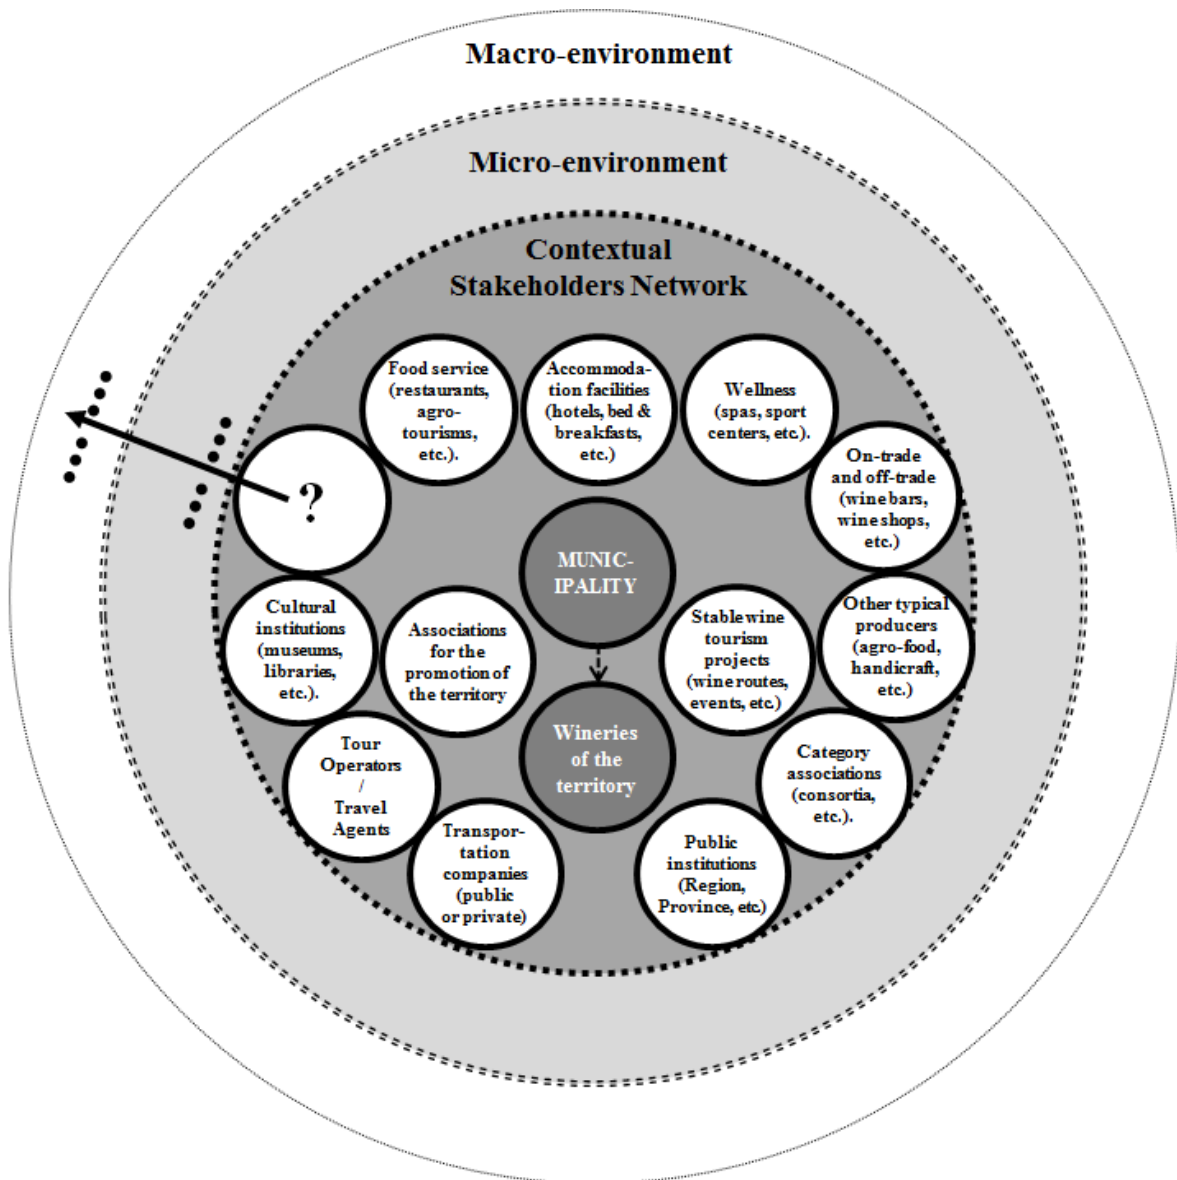 Macro-environment
Micro-environment
Contextual
Stakeholders Network
Food service
(restaurants,
agro-
tourisms,
etc.).
Accommoda-
tion facilities
(hotels, bed &
breakfasts,
etc.)
Wellness
(spas, sport
centers, etc.).
On-trade
and off-trade
(wine bars,
wine shops,
etc.)
?
MUNIC-
IPALITY
Cultural
institutions
(museums,
libraries,
etc.).
Associations
for the
promotion of
the territory
Stable wine
tourism
projects
(wine routes,
events, etc.)
Other typical
producers
(agro-food,
handicraft,
etc.)
Wineries
of the
territory
Tour
Operators
/
Travel
Agents
Category
associations
(consortia,
etc.).
Transpor-
tation
companies
(public
or private)
Public
institutions
(Region,
Province, etc.)